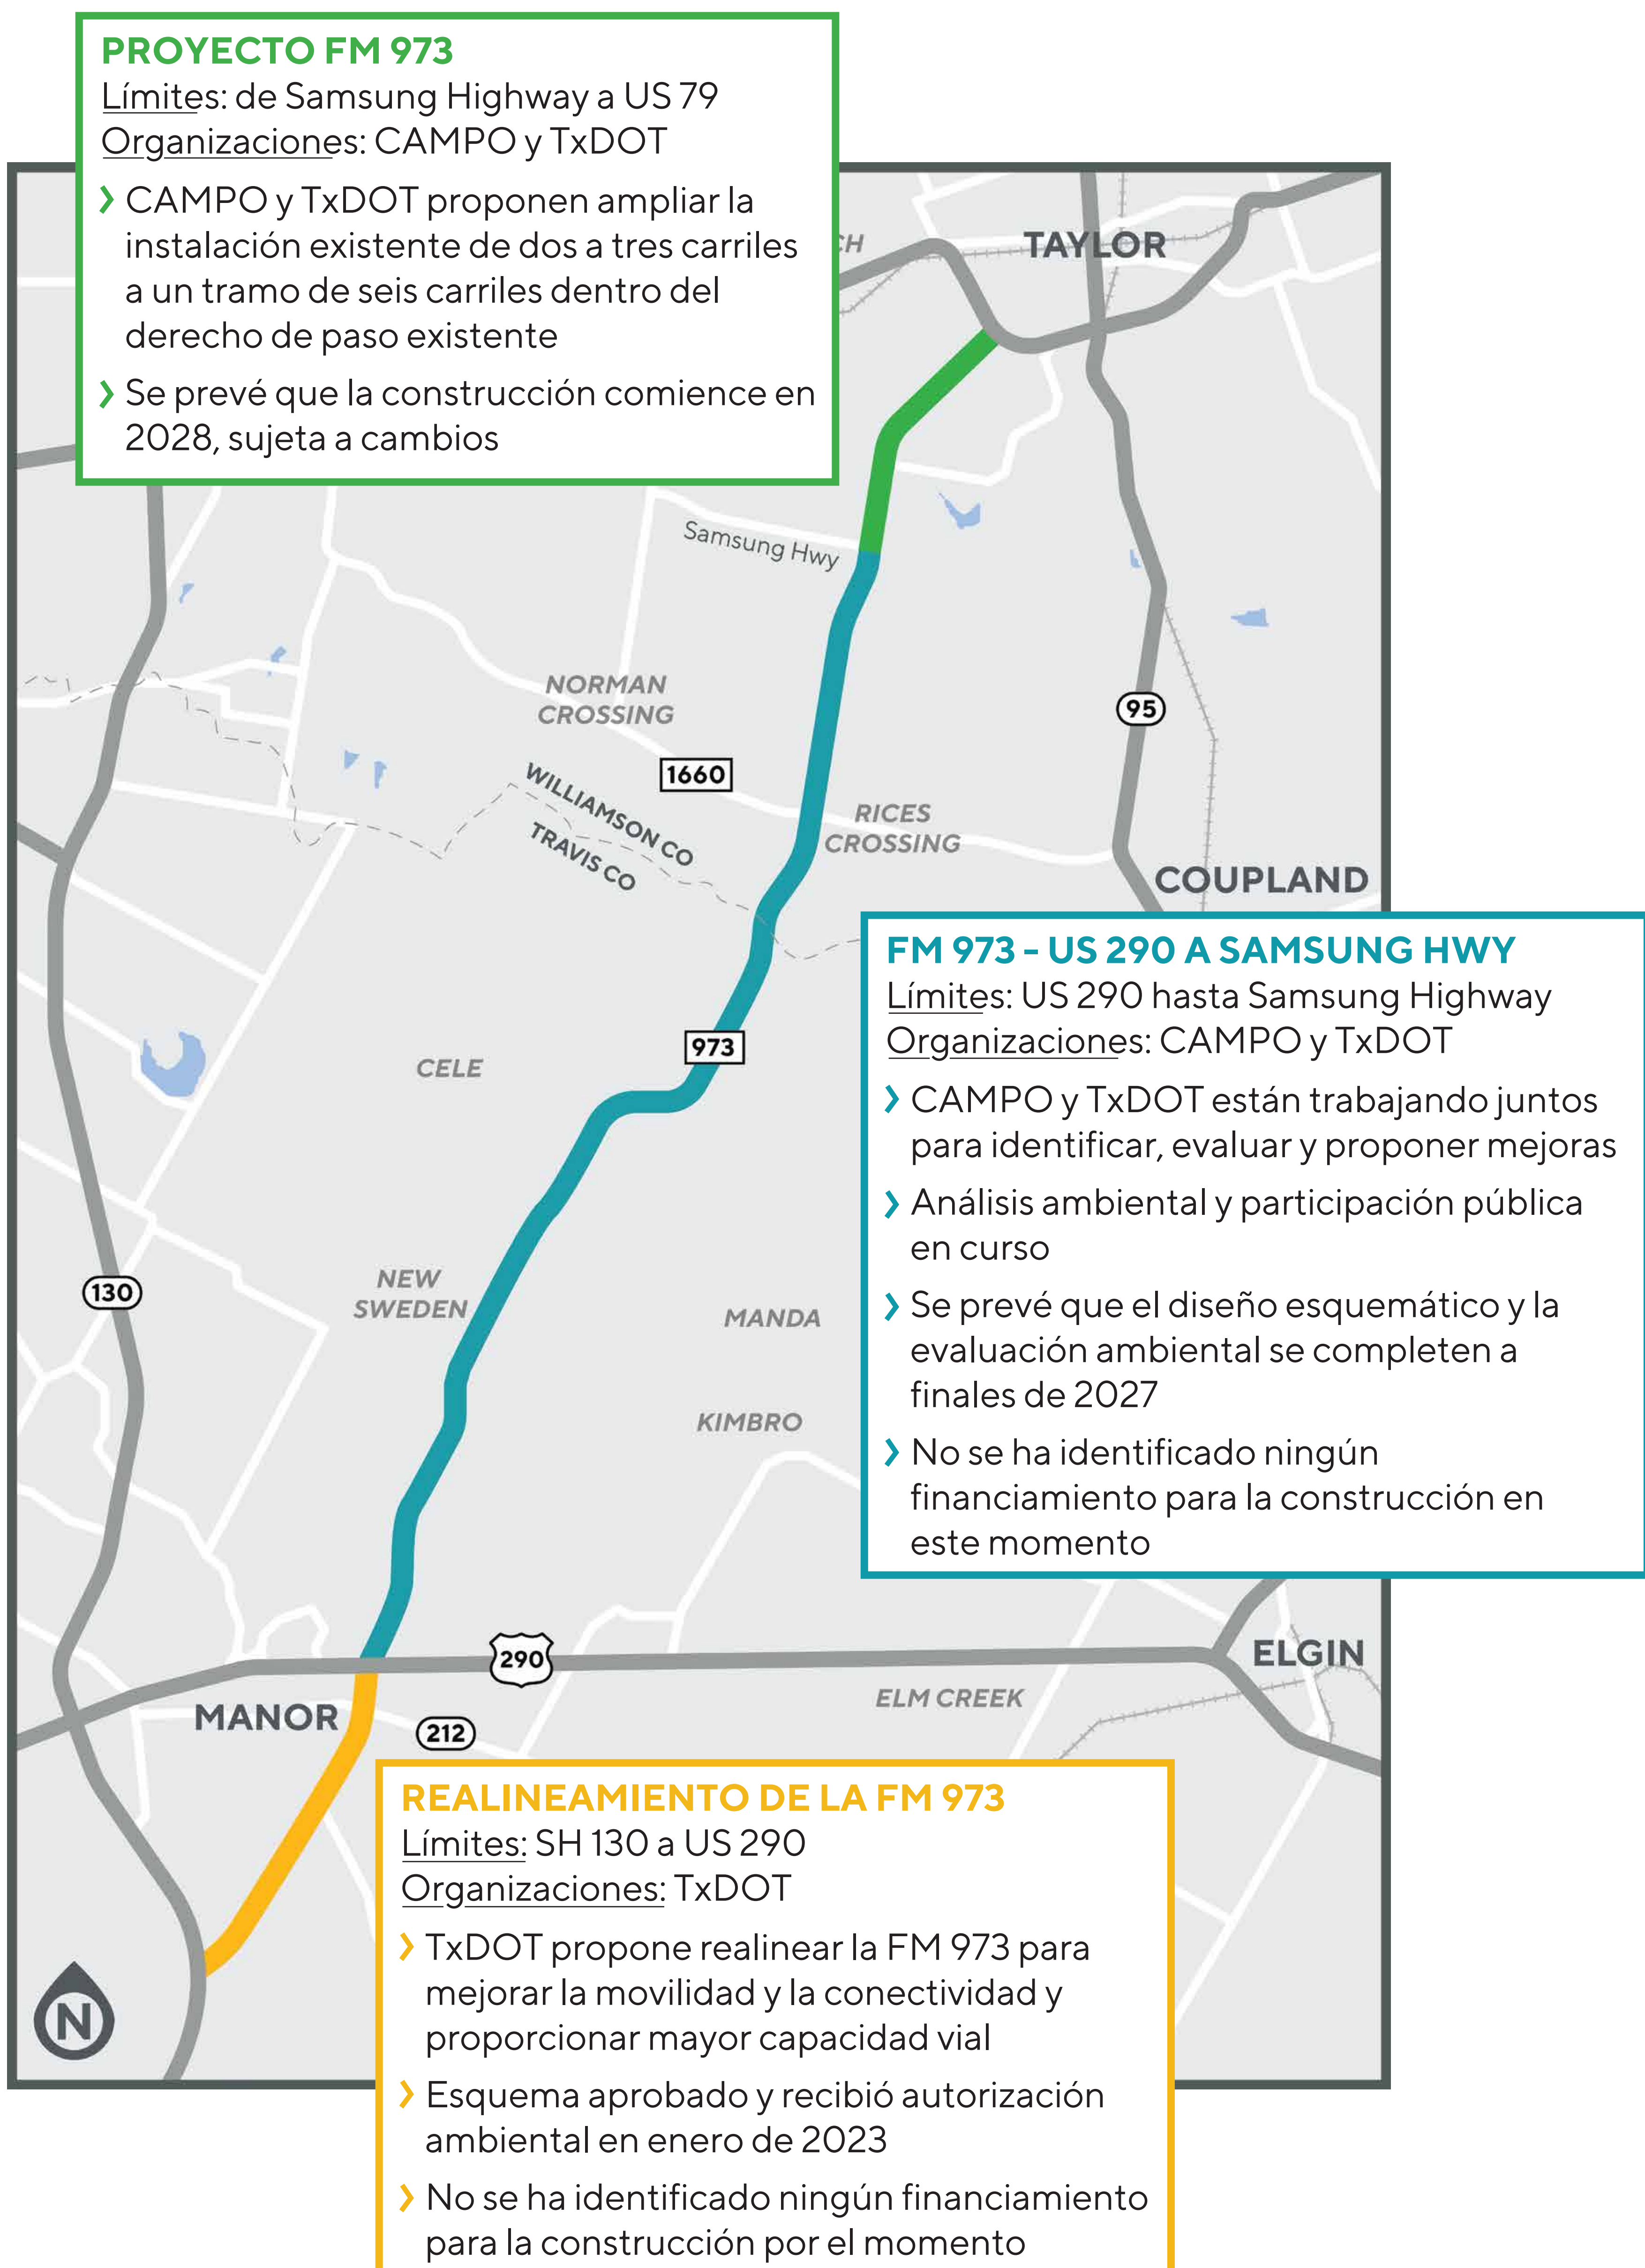 PROYECTO FM 973
Límites: de Samsung Highway a US 79
Organizaciones: CAMPO y TxDOT
CAMPO y TxDOT proponen ampliar la
instalación existente de dos a tres carriles
a un tramo de seis carriles dentro del
derecho de paso existente
Se prevé que la construcción comience en
2028, sujeta a cambios
CH
TAYLOR
Samsung Hwy
NORMAN
CROSSING
95
1660
WILLIAMSON CO
TRAVIS CO
RICES
CROSSING
COUPLAND
FM 973 - US 290 A SAMSUNG HWY
Límites: US 290 hasta Samsung Highway
Organizaciones: CAMPO y TxDOT
CAMPO y TxDOT están trabajando juntos
para identificar, evaluar y proponer mejoras
Análisis ambiental y participación pública
en curso
Se prevé que el diseño esquemático y la
evaluación ambiental se completen a
finales de 2027
No se ha identificado ningún
financiamiento para la construcción en
este momento
973
CELE
130
NEW
SWEDEN
MANDA
KIMBRO
290
ELGIN
ELM CREEK
MANOR
212
REALINEAMIENTO DE LA FM 973
Límites: SH 130 a US 290
Organizaciones: TxDOT
TxDOT propone realinear la FM 973 para
mejorar la movilidad y la conectividad y
proporcionar mayor capacidad vial
Esquema aprobado y recibió autorización
ambiental en enero de 2023
No se ha identificado ningún financiamiento
para la construcción por el momento
N